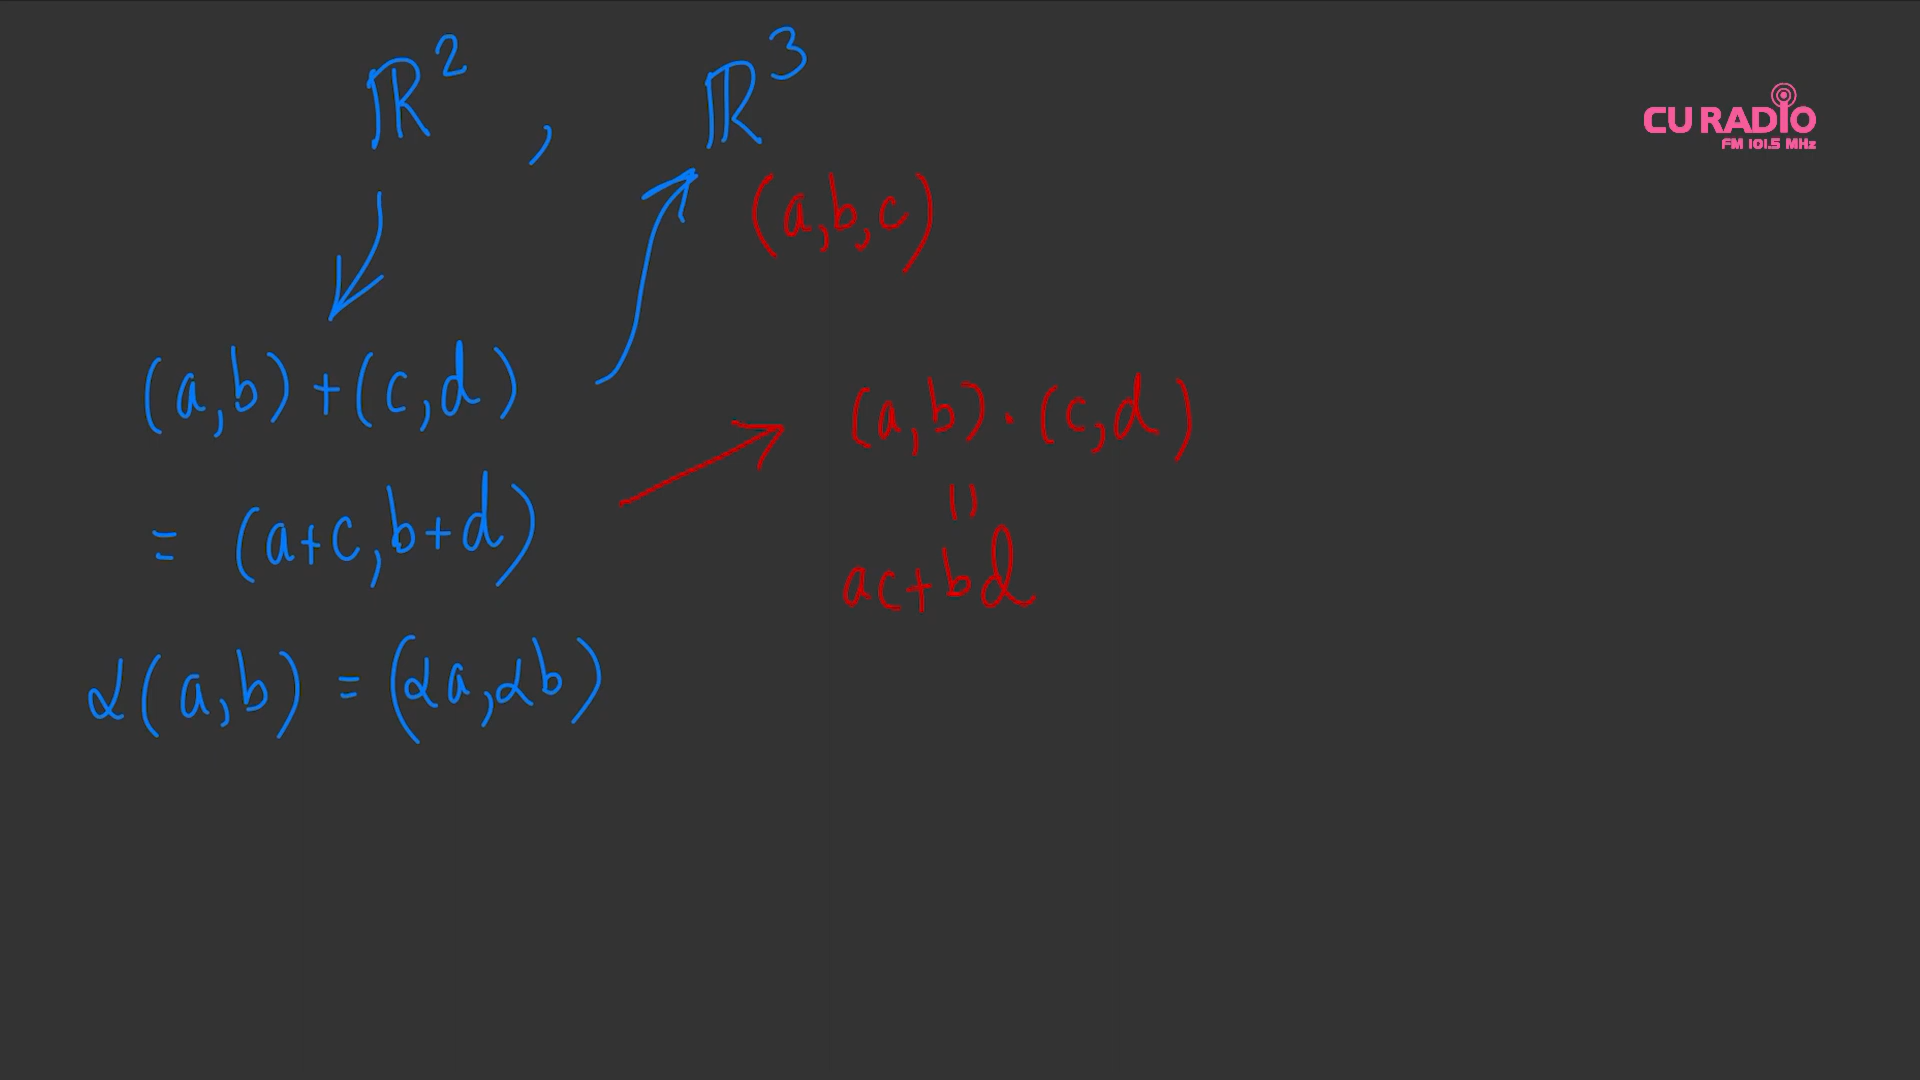 ℝ², ℝ³
CU RADIO
FM 101.5 MHz
(a,b,c)
(a,b)+(c,d)
= (a+c,b+d)
α(a,b) = (αa,αb)
(a,b)·(c,d)
=
ac+bd